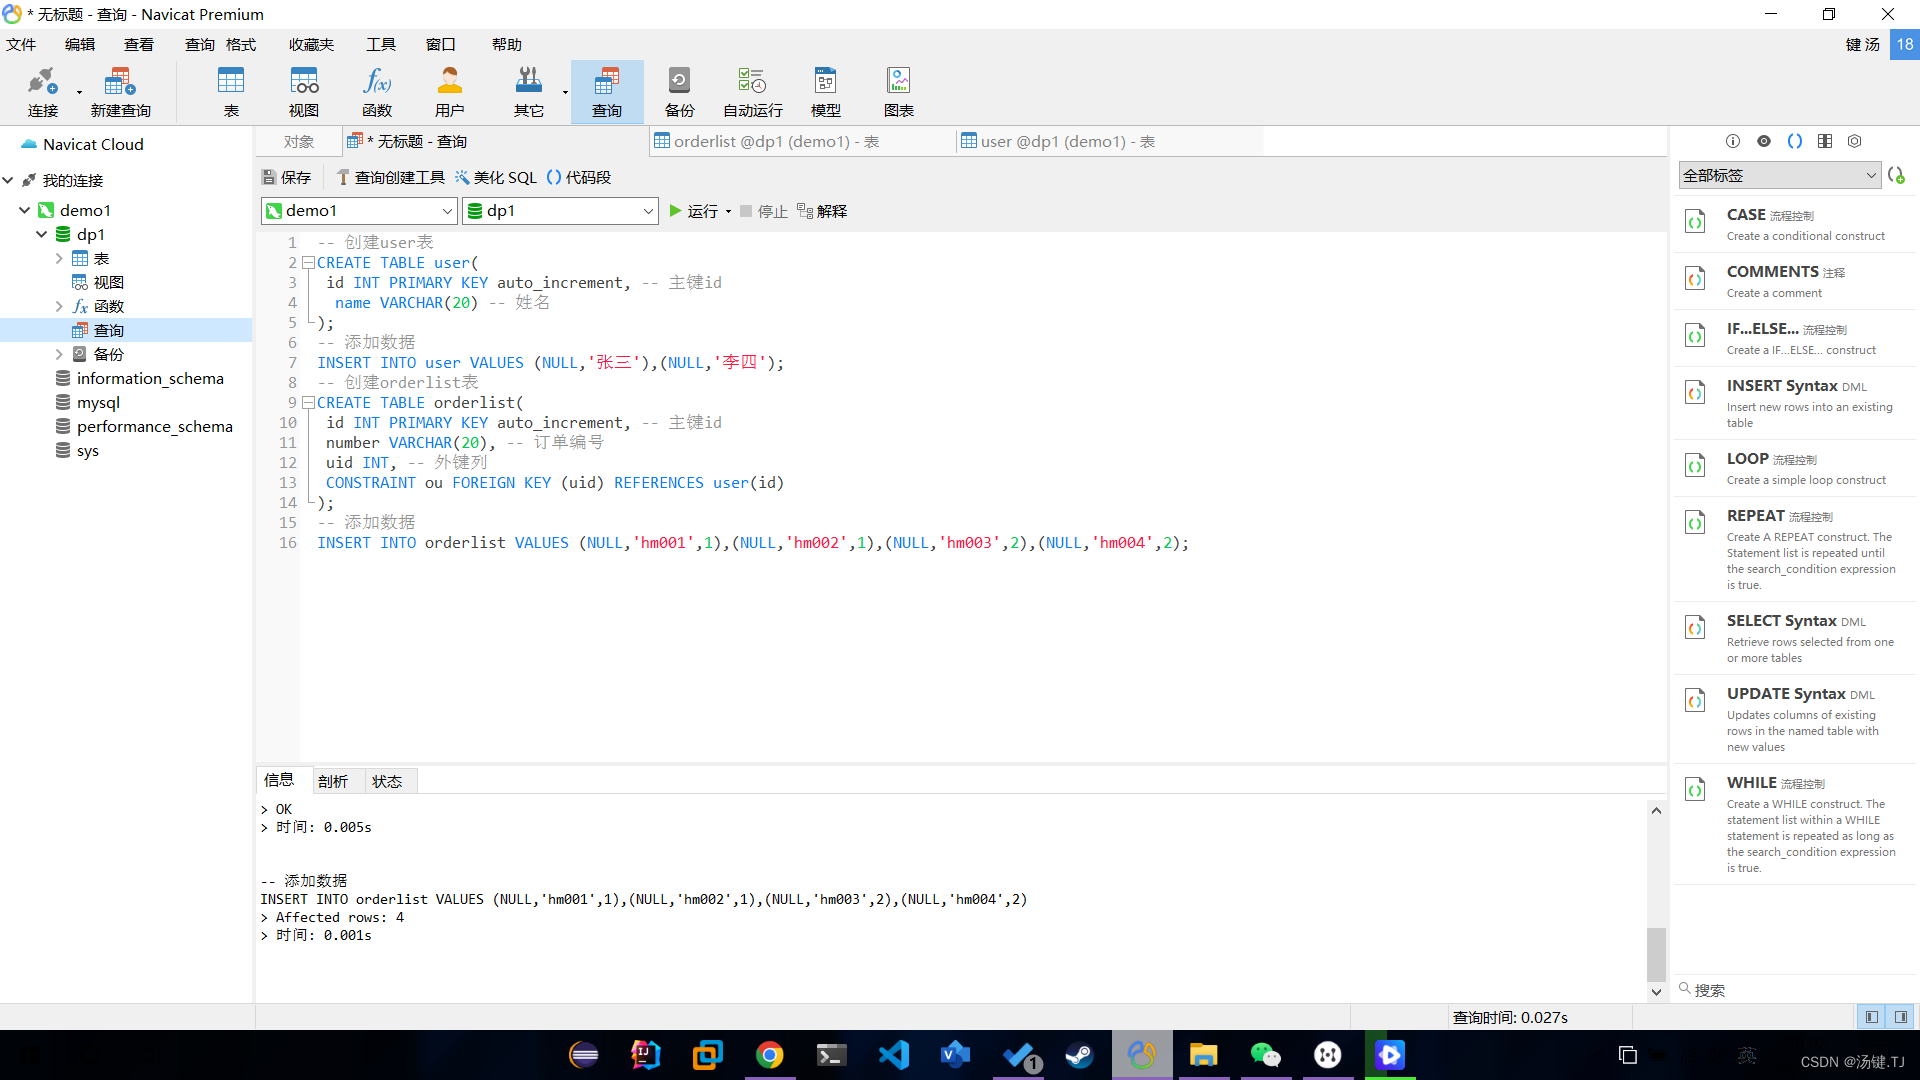 * 无标题 - 查询 - Navicat Premium
文件 编辑 查看 查询 格式 收藏夹 工具 窗口 帮助 键 汤 18
连接 新建查询 表 视图 函数 用户 其它 查询 备份 自动运行 模型 图表
Navicat Cloud
我的连接
demo1
dp1
表
视图
函数
查询
备份
information_schema
mysql
performance_schema
sys
对象 * 无标题 - 查询 orderlist @dp1 (demo1) - 表 user @dp1 (demo1) - 表
保存 查询创建工具 美化 SQL 代码段
demo1 dp1 运行 停止 解释
1 -- 创建user表
2 CREATE TABLE user(
3 id INT PRIMARY KEY auto_increment, -- 主键id
4 name VARCHAR(20) -- 姓名
5 );
6 -- 添加数据
7 INSERT INTO user VALUES (NULL,'张三'),(NULL,'李四');
8 -- 创建orderlist表
9 CREATE TABLE orderlist(
10 id INT PRIMARY KEY auto_increment, -- 主键id
11 number VARCHAR(20), -- 订单编号
12 uid INT, -- 外键列
13 CONSTRAINT ou FOREIGN KEY (uid) REFERENCES user(id)
14 );
15 -- 添加数据
16 INSERT INTO orderlist VALUES (NULL,'hm001',1),(NULL,'hm002',1),(NULL,'hm003',2),(NULL,'hm004',2);
信息 剖析 状态
> OK
> 时间: 0.005s
-- 添加数据
INSERT INTO orderlist VALUES (NULL,'hm001',1),(NULL,'hm002',1),(NULL,'hm003',2),(NULL,'hm004',2)
> Affected rows: 4
> 时间: 0.001s
全部标签
CASE 流程控制
Create a conditional construct
COMMENTS 注释
Create a comment
IF...ELSE... 流程控制
Create a IF...ELSE... construct
INSERT Syntax DML
Insert new rows into an existing
table
LOOP 流程控制
Create a simple loop construct
REPEAT 流程控制
Create A REPEAT construct. The
Statement list is repeated until
the search_condition expression
is true.
SELECT Syntax DML
Retrieve rows selected from one
or more tables
UPDATE Syntax DML
Updates columns of existing
rows in the named table with
new values
WHILE 流程控制
Create a WHILE construct. The
statement list within a WHILE
statement is repeated as long as
the search_condition expression
is true.
搜索
查询时间: 0.027s
1
英
CSDN @汤键.TJ